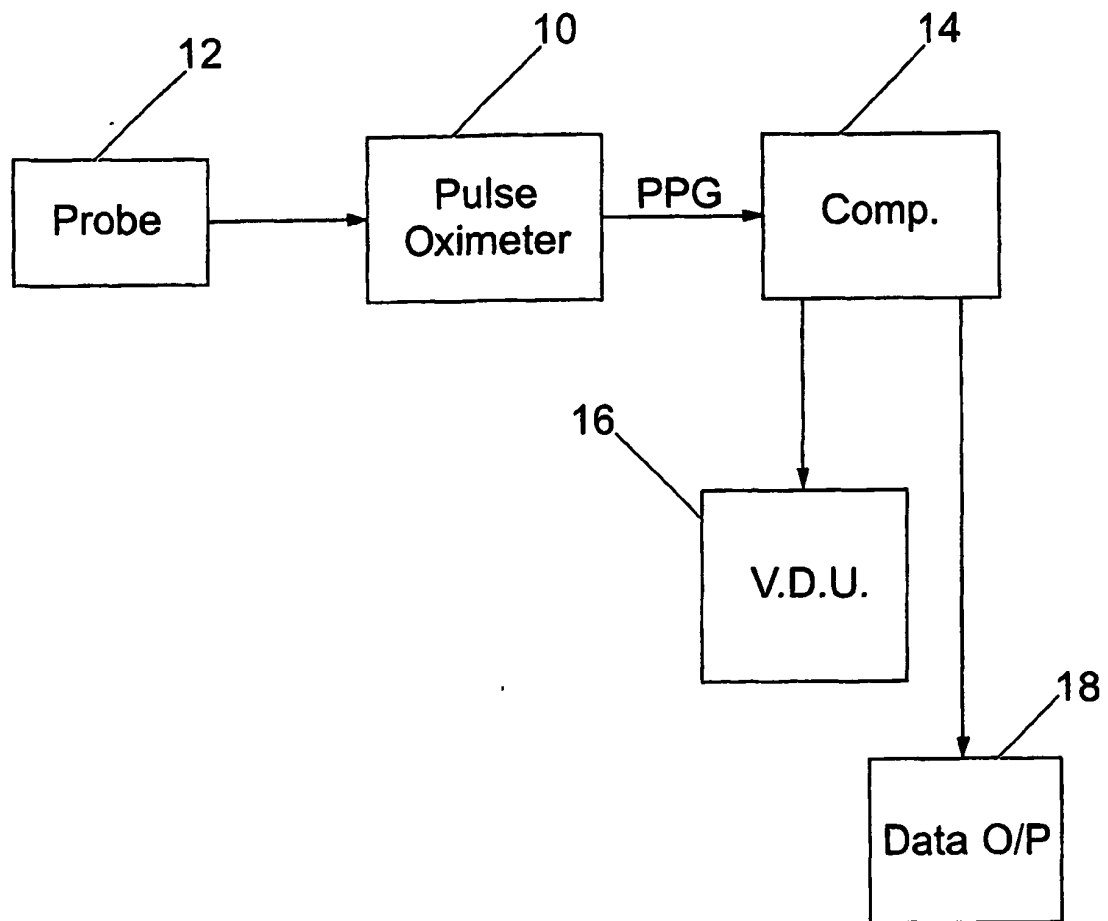 12
10
14
Probe
Pulse
Oximeter
PPG
Comp.
16
V.D.U.
18
Data O/P